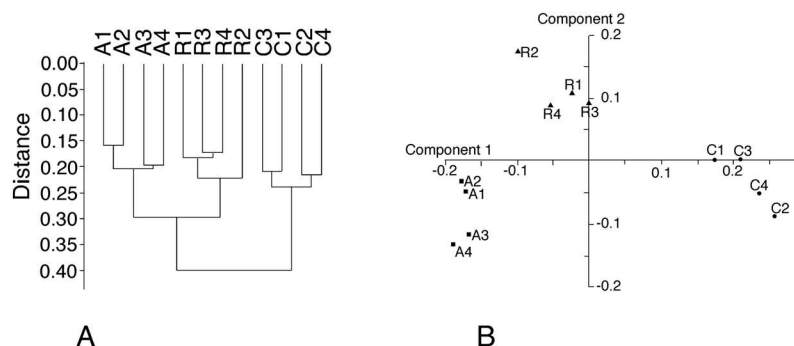 A1 A2 A3 A4 R1 R3 R4 R2 C3 C1 C2 C4
Distance
0.00
0.05
0.10
0.15
0.20
0.25
0.30
0.35
0.40
A
Component 2
0.2
R2
R1
0.1
R4
R3
Component 1
C1
C3
-0.2
-0.1
0.1
0.2
A2
A1
C4
C2
-0.1
A3
A4
-0.2
B